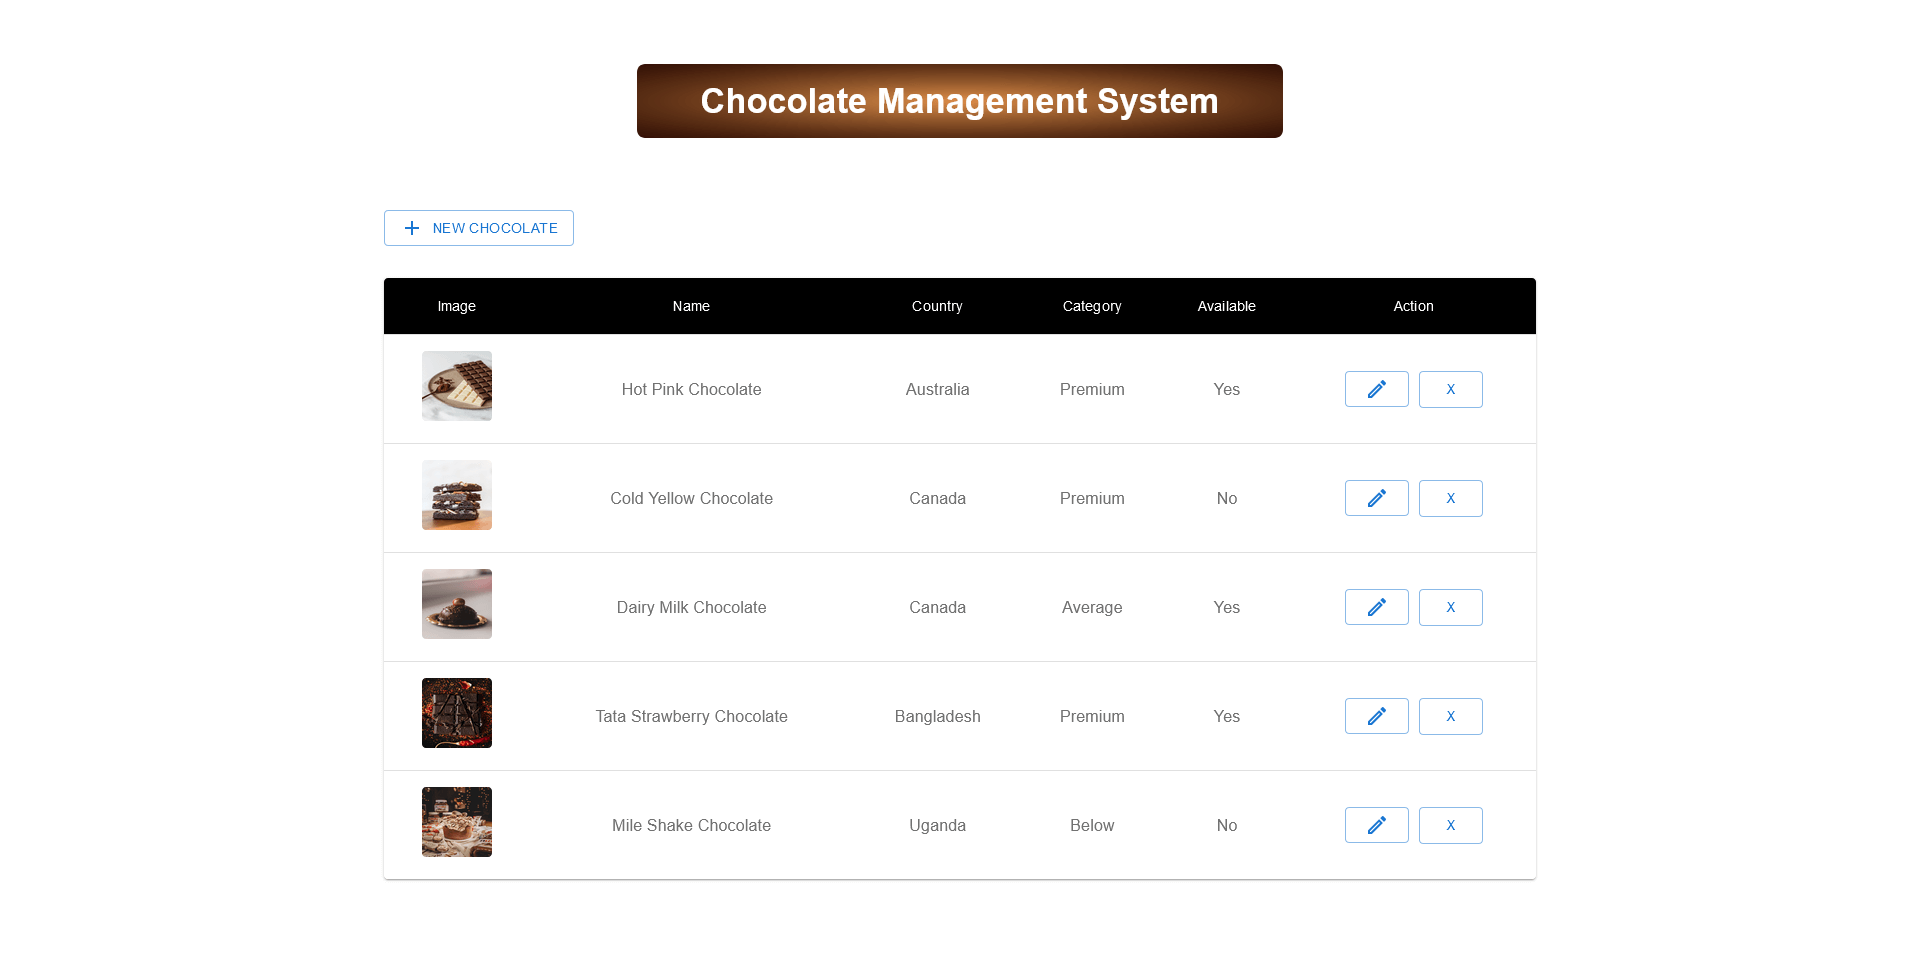 Chocolate Management System
NEW CHOCOLATE
Image Name Country Category Available Action
Hot Pink Chocolate Australia Premium Yes X
Cold Yellow Chocolate Canada Premium No X
Dairy Milk Chocolate Canada Average Yes X
Tata Strawberry Chocolate Bangladesh Premium Yes X
Mile Shake Chocolate Uganda Below No X